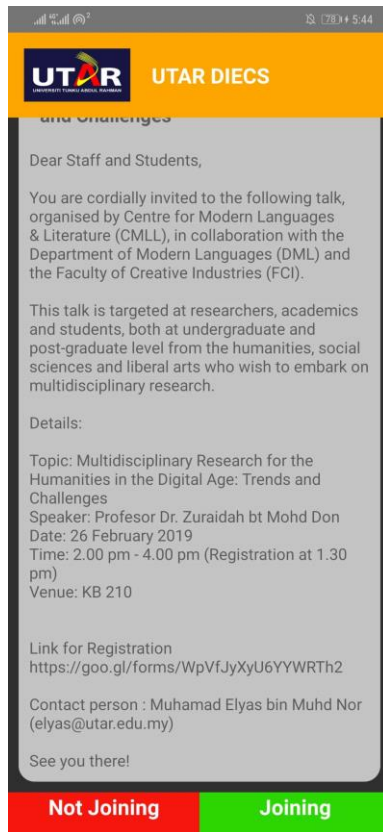 78 5:44
UTAR
UNIVERSITI TUNKU ABDUL RAHMAN
UTAR DIECS
and Challenges
Dear Staff and Students,
You are cordially invited to the following talk,
organised by Centre for Modern Languages
& Literature (CMLL), in collaboration with the
Department of Modern Languages (DML) and
the Faculty of Creative Industries (FCI).
This talk is targeted at researchers, academics
and students, both at undergraduate and
post-graduate level from the humanities, social
sciences and liberal arts who wish to embark on
multidisciplinary research.
Details:
Topic: Multidisciplinary Research for the
Humanities in the Digital Age: Trends and
Challenges
Speaker: Profesor Dr. Zuraidah bt Mohd Don
Date: 26 February 2019
Time: 2.00 pm - 4.00 pm (Registration at 1.30
pm)
Venue: KB 210
Link for Registration
https://goo.gl/forms/WpVfJyXyU6YYWRTh2
Contact person : Muhamad Elyas bin Muhd Nor
(elyas@utar.edu.my)
See you there!
Not Joining
Joining